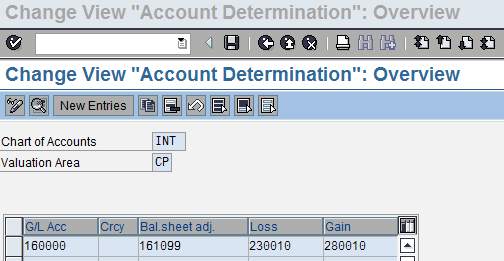 Change View "Account Determination": Overview
Change View "Account Determination": Overview
New Entries
Chart of Accounts INT
Valuation Area CP
G/L Acc Crcy Bal.sheet adj. Loss Gain
160000 161099 230010 280010